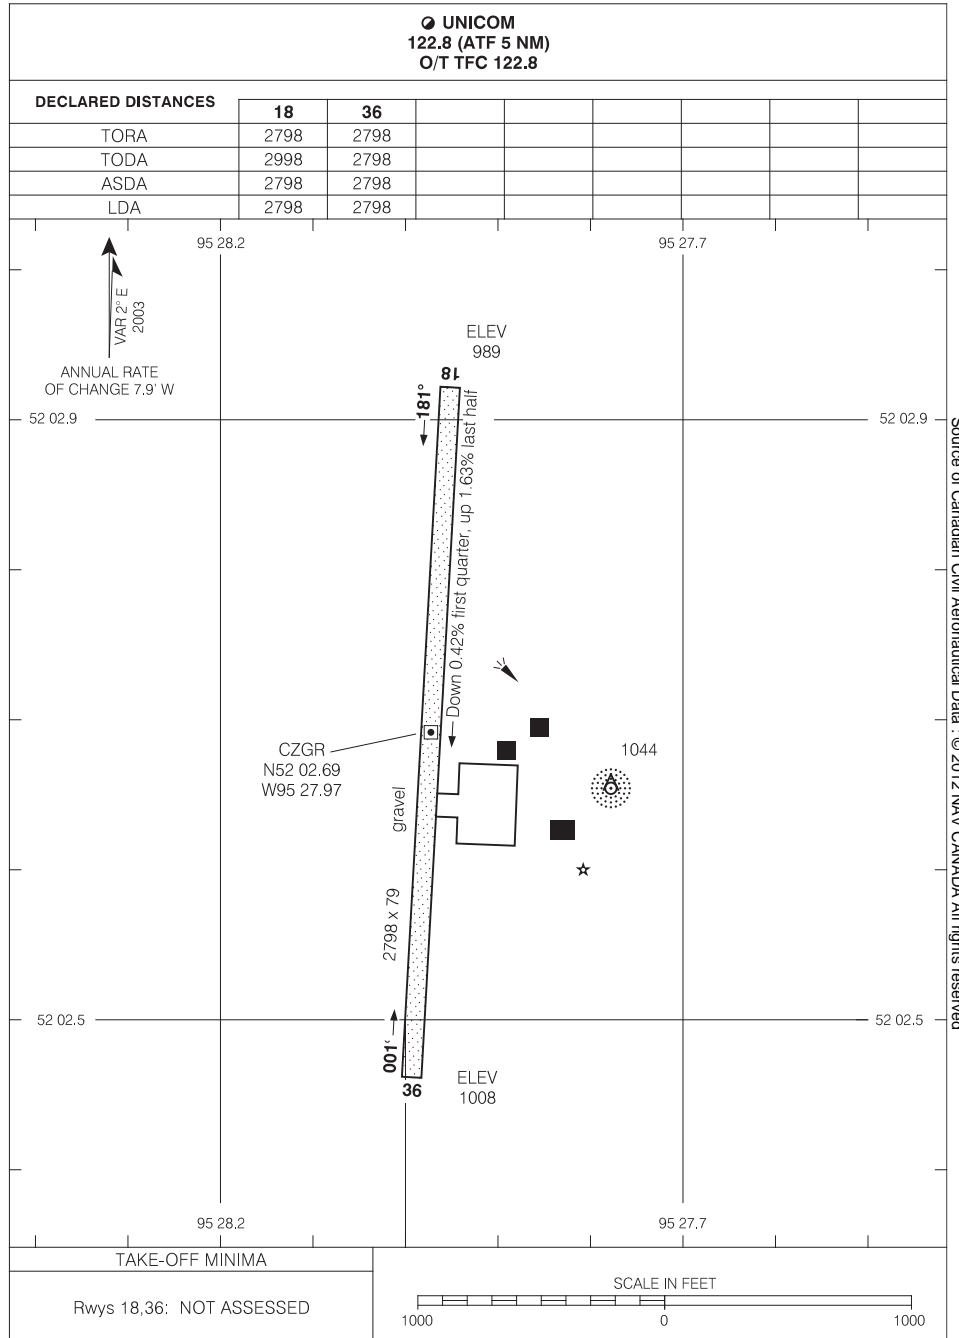 UNICOM
122.8 (ATF 5 NM)
O/T TFC 122.8
DECLARED DISTANCES 18 36
TORA 2798 2798
TODA 2998 2798
ASDA 2798 2798
LDA 2798 2798
95 28.2 95 27.7
VAR 2° E
2003
ANNUAL RATE
OF CHANGE 7.9' W
ELEV
989
18
181°
52 02.9 52 02.9
Down 0.42% first quarter, up 1.63% last half
CZGR
N52 02.69
W95 27.97
1044
gravel
2798 x 79
52 02.5 52 02.5
001°
36
ELEV
1008
95 28.2 95 27.7
Source of Canadian Civil Aeronautical Data : © 2012 NAV CANADA All rights reserved
TAKE-OFF MINIMA
Rwys 18,36: NOT ASSESSED
SCALE IN FEET
1000 0 1000